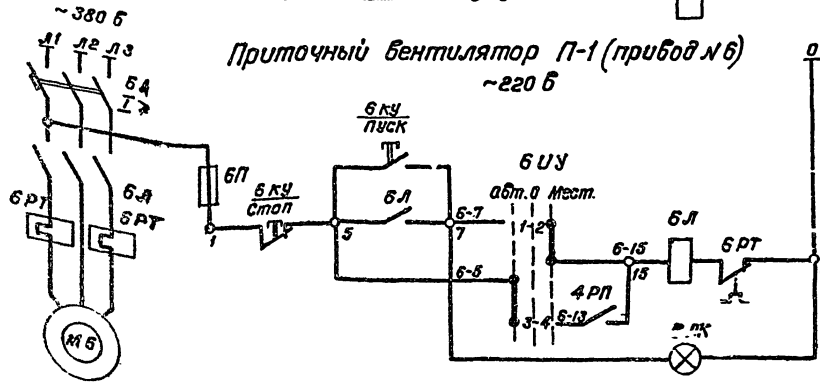 ~380 в
Л1 Л2 Л3
Приточный вентилятор П-1 (привод №6)
~220 в
0
6А
I >
6КУ
Пуск
6П
6ИУ
6КУ
Стоп
авт. 0 Мест.
6РТ
6Л
6РТ
6Л
6-7
1-2
6Л
6РТ
1
5
7
6-15
15
6-5
4РП
3-4
6-13
М6